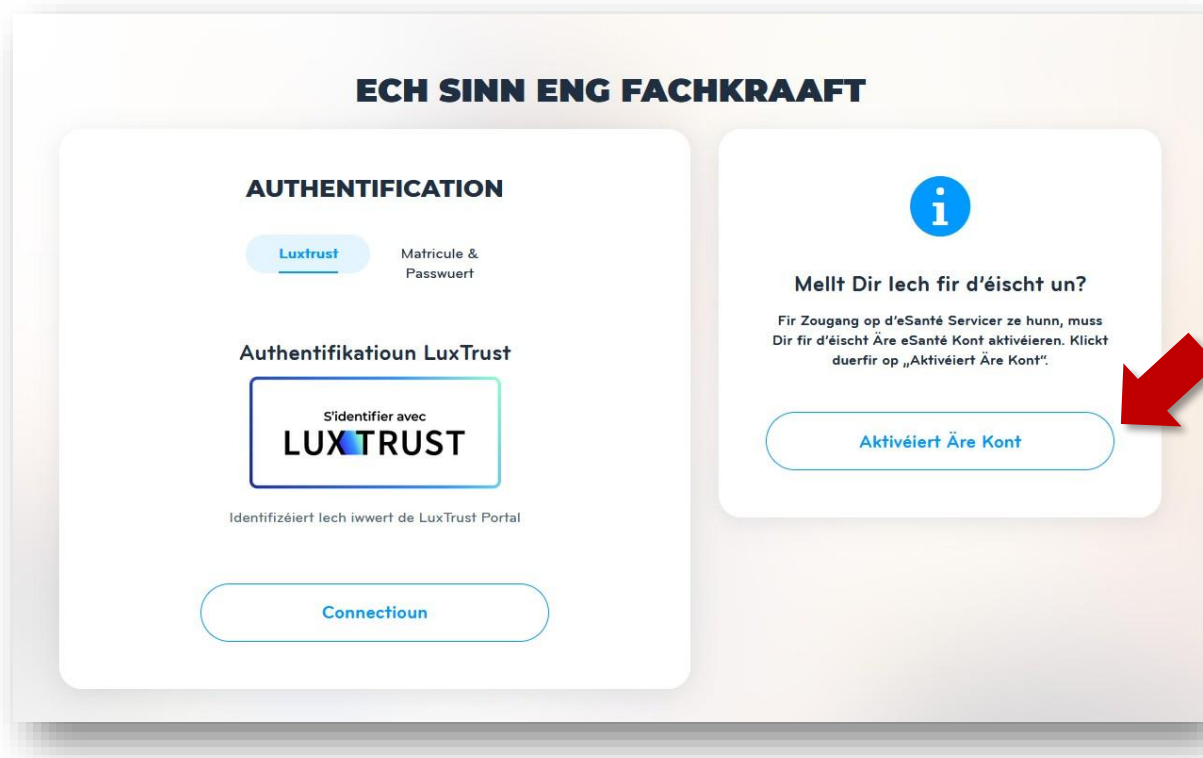 ECH SINN ENG FACHKRAAFT
AUTHENTIFICATION
Luxtrust
Matricule &
Passwuert
Authentifikatioun LuxTrust
S'identifier avec
LUXTRUST
Identifizéiert Iech iwwert de LuxTrust Portal
Connectioun
Mellt Dir Iech fir d'éischt un?
Fir Zougang op d'eSanté Servicer ze hunn, muss
Dir fir d'éischt Äre eSanté Kont aktivéieren. Klickt
duerfir op „Aktivéiert Äre Kont“.
Aktivéiert Äre Kont